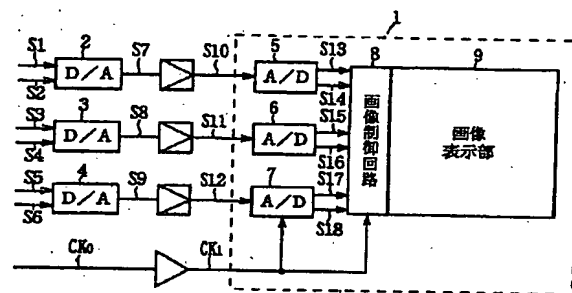 1
S1
2
S7
S10
5
S13
8
9
D/A
A/D
S2
S14
S3
3
S8
S11
6
S15
D/A
A/D
S4
S16
画像制御回路
画像
表示部
S5
4
S9
S12
7
S17
D/A
A/D
S6
S18
CK0
CK1